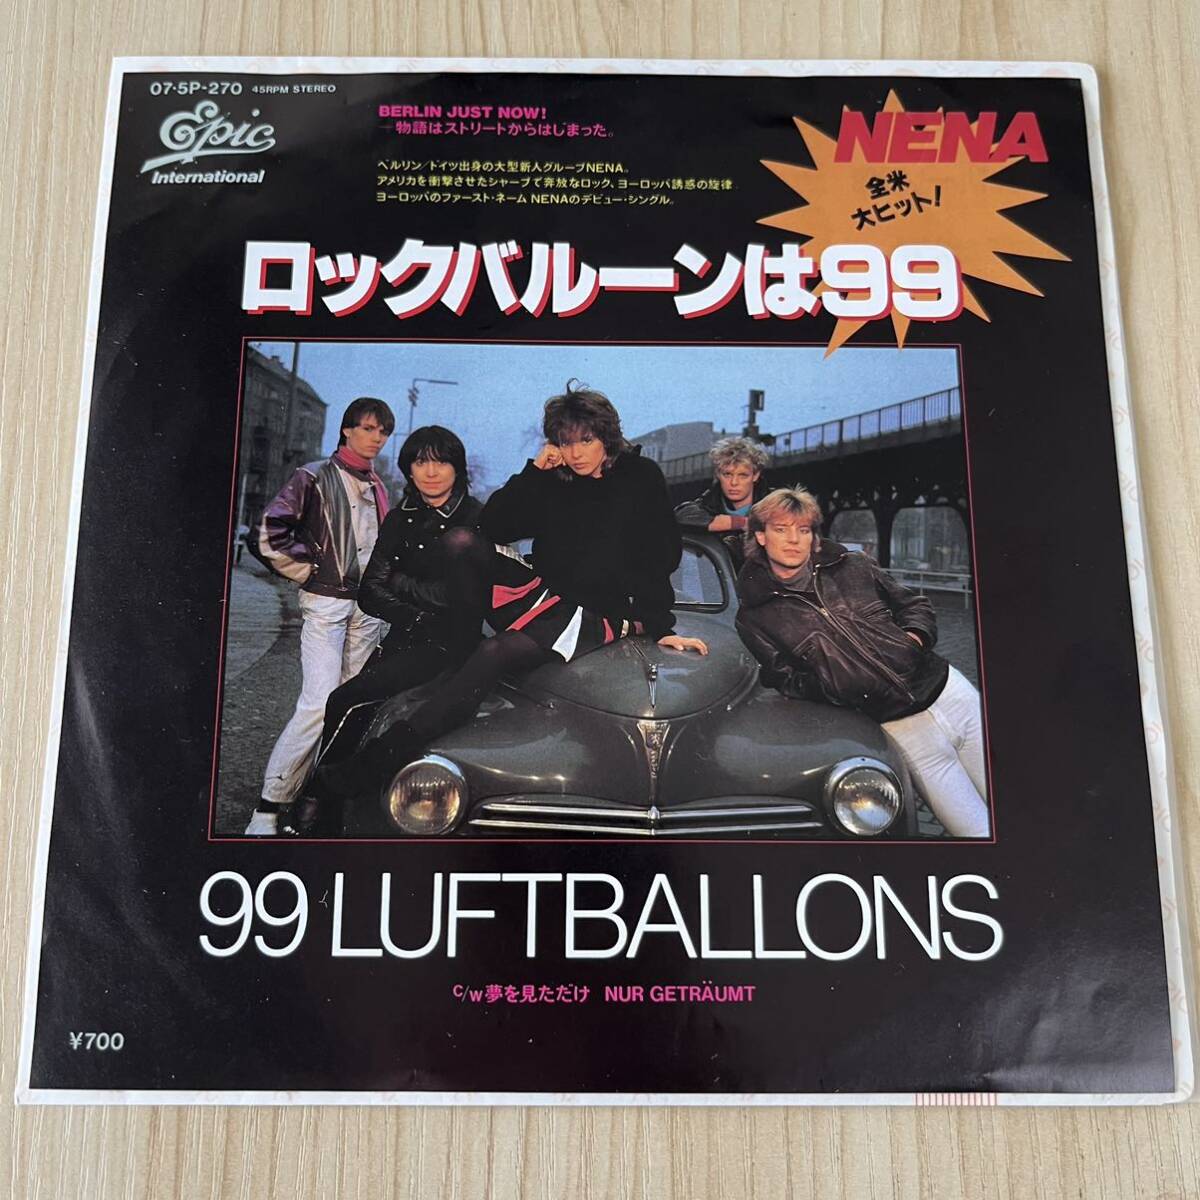 07·5P-270 45RPM STEREO
Epic
International
BERLIN JUST NOW!
─物語はストリートからはじまった。
ベルリン/ドイツ出身の大型新人グループNENA。
アメリカを衝撃させたシャープで奔放なロック、ヨーロッパ誘惑の旋律
ヨーロッパのファースト・ネーム NENAのデビュー・シングル。
NENA
全米
大ヒット!
ロックバルーンは99
99 LUFTBALLONS
c/w夢を見ただけ NUR GETRÄUMT
¥700